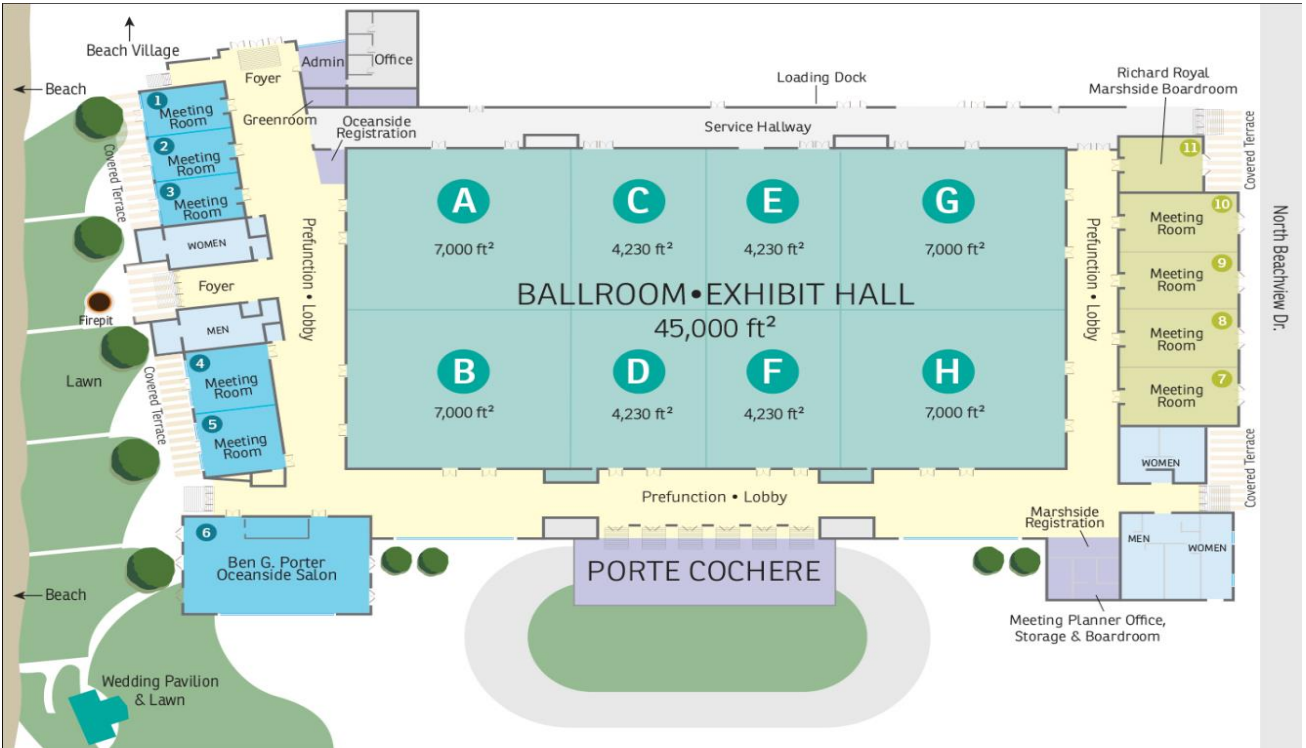 Beach Village
Beach
Foyer
Admin
Office
Greenroom
Oceanside
Registration
Loading Dock
Service Hallway
Richard Royal
Marshside Boardroom
1
Meeting
Room
2
Meeting
Room
3
Meeting
Room
Covered Terrace
WOMEN
Foyer
Firepit
MEN
Lawn
Covered Terrace
4
Meeting
Room
5
Meeting
Room
Prefunction • Lobby
A
7,000 ft²
C
4,230 ft²
E
4,230 ft²
G
7,000 ft²
BALLROOM•EXHIBIT HALL
45,000 ft²
B
7,000 ft²
D
4,230 ft²
F
4,230 ft²
H
7,000 ft²
Prefunction • Lobby
11
Covered Terrace
10
Meeting
Room
9
Meeting
Room
8
Meeting
Room
7
Meeting
Room
WOMEN
Covered Terrace
North Beachview Dr.
Prefunction • Lobby
6
Ben G. Porter
Oceanside Salon
Beach
PORTE COCHERE
Marshside
Registration
MEN
WOMEN
Meeting Planner Office,
Storage & Boardroom
Wedding Pavilion
& Lawn